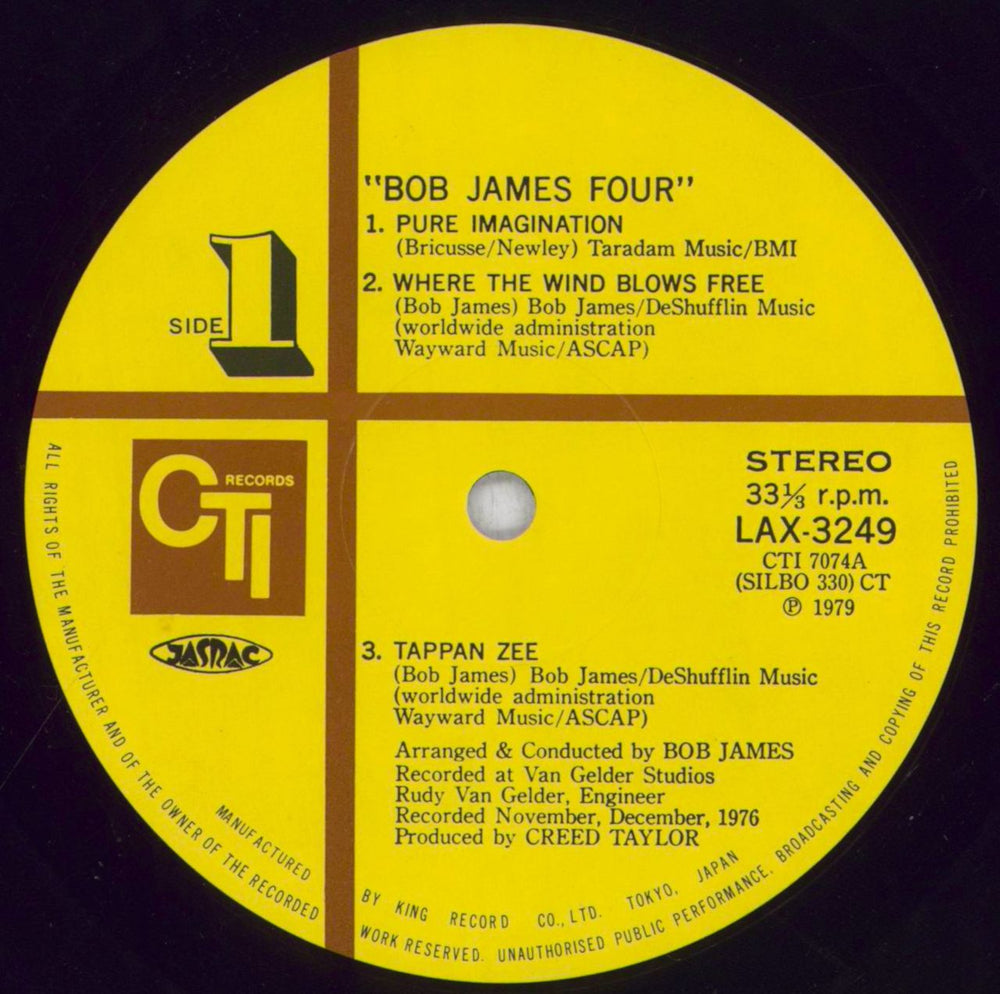 "BOB JAMES FOUR"
1. PURE IMAGINATION
(Bricusse/Newley) Taradam Music/BMI
2. WHERE THE WIND BLOWS FREE
(Bob James) Bob James/DeShufflin Music
(worldwide administration
Wayward Music/ASCAP)
SIDE 1
CTI RECORDS
JASRAC
STEREO
33⅓ r.p.m.
LAX-3249
CTI 7074A
(SILBO 330) CT
℗ 1979
3. TAPPAN ZEE
(Bob James) Bob James/DeShufflin Music
(worldwide administration
Wayward Music/ASCAP)
Arranged & Conducted by BOB JAMES
Recorded at Van Gelder Studios
Rudy Van Gelder, Engineer
Recorded November, December, 1976
Produced by CREED TAYLOR
MANUFACTURED BY KING RECORD CO., LTD. TOKYO, JAPAN
ALL RIGHTS OF THE MANUFACTURER AND OF THE OWNER OF THE RECORDED WORK RESERVED. UNAUTHORISED PUBLIC PERFORMANCE, BROADCASTING AND COPYING OF THIS RECORD PROHIBITED